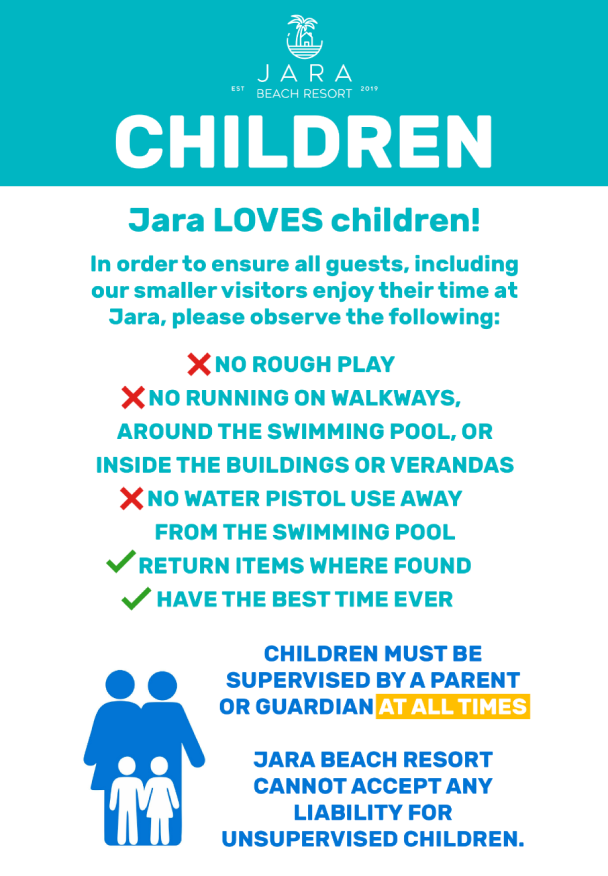 JARA
EST BEACH RESORT 2019
CHILDREN
Jara LOVES children!
In order to ensure all guests, including
our smaller visitors enjoy their time at
Jara, please observe the following:
NO ROUGH PLAY
NO RUNNING ON WALKWAYS,
AROUND THE SWIMMING POOL, OR
INSIDE THE BUILDINGS OR VERANDAS
NO WATER PISTOL USE AWAY
FROM THE SWIMMING POOL
RETURN ITEMS WHERE FOUND
HAVE THE BEST TIME EVER
CHILDREN MUST BE
SUPERVISED BY A PARENT
OR GUARDIAN AT ALL TIMES
JARA BEACH RESORT
CANNOT ACCEPT ANY
LIABILITY FOR
UNSUPERVISED CHILDREN.